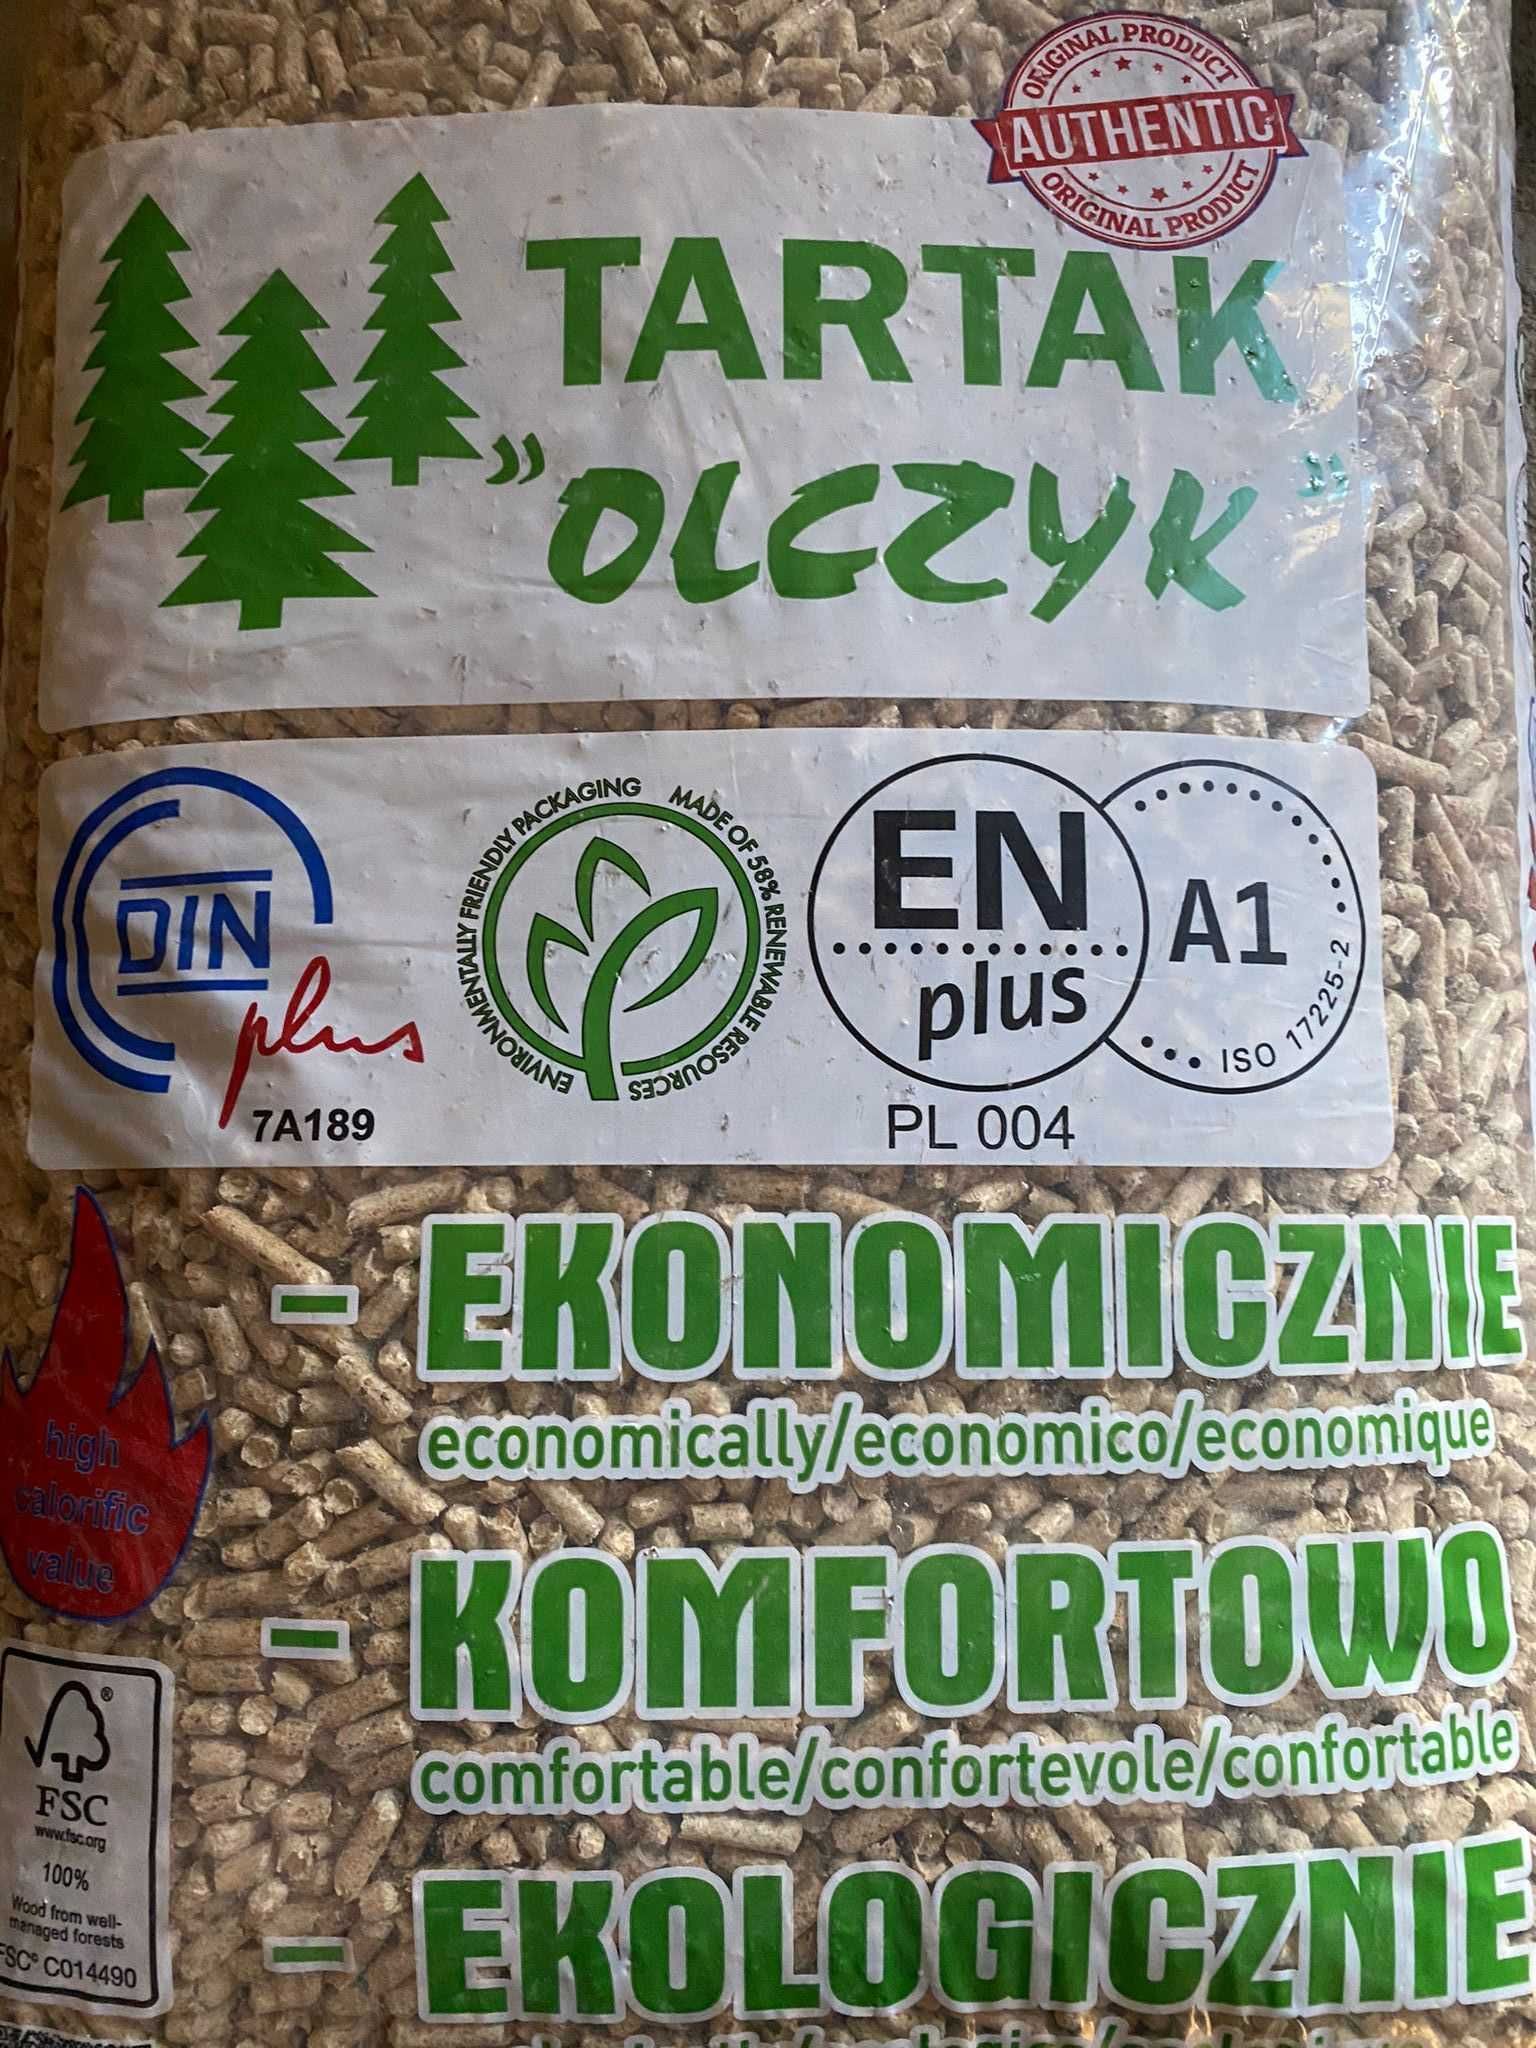 ORIGINAL PRODUCT
AUTHENTIC
ORIGINAL PRODUCT
TARTAK
"OLCZYK"
DIN
plus
7A189
ENVIRONMENTALLY FRIENDLY PACKAGING
MADE OF 58% RENEWABLE RESOURCES
EN
plus
A1
ISO 17225-2
PL 004
- EKONOMICZNIE
economically/economico/economique
high
calorific
value
- KOMFORTOWO
comfortable/confortevole/confortable
FSC
www.fsc.org
100%
Wood from well-
managed forests
FSC® C014490
- EKOLOGICZNIE